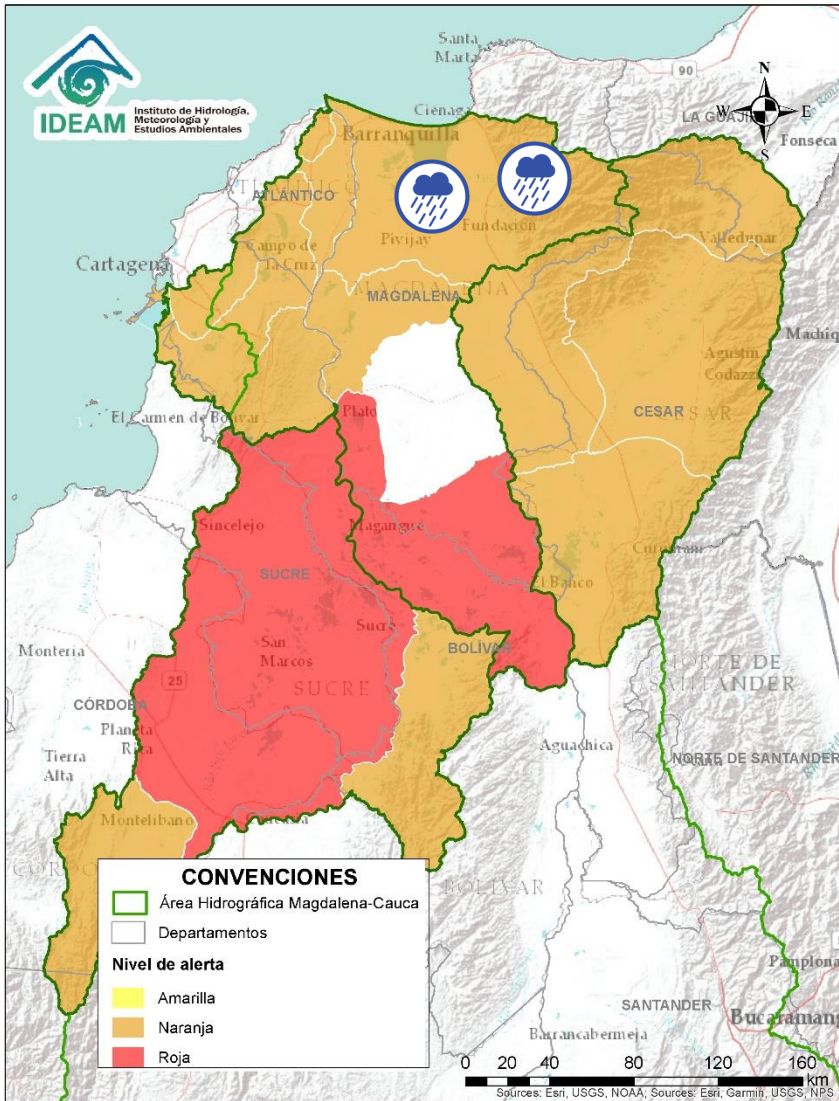 Santa
Marta
90
N
W
E
S
IDEAM
Instituto de Hidrología,
Meteorología y
Estudios Ambientales
Ciénaga
LA GUAJI
Fonseca
Barranquilla
ATLÁNTICO
Pivijay
Fundación
Valledupar
Campo de
la Cruz
Cartagena
MAGDALENA
Agustín
Codazzi
CESAR
El Carmen de Bolívar
Plato
Sincelejo
Magangué
SUCRE
El Banco
Sucre
BOLÍVAR
Montería
San
Marcos
SUCRE
NORTE DE
SANTANDER
25
CÓRDOBA
Planeta
Rica
Aguachica
NORTE DE SANTANDER
Tierra
Alta
Montelíbano
BOLÍVAR
CONVENCIONES
Área Hidrográfica Magdalena-Cauca
Departamentos
Nivel de alerta
Amarilla
Naranja
Roja
Pamplona
SANTANDER
Bucaramang
Barrancabermeja
0 20 40 80 120 160
km
Sources: Esri, USGS, NOAA; Sources: Esri, Garmin, USGS, NPS